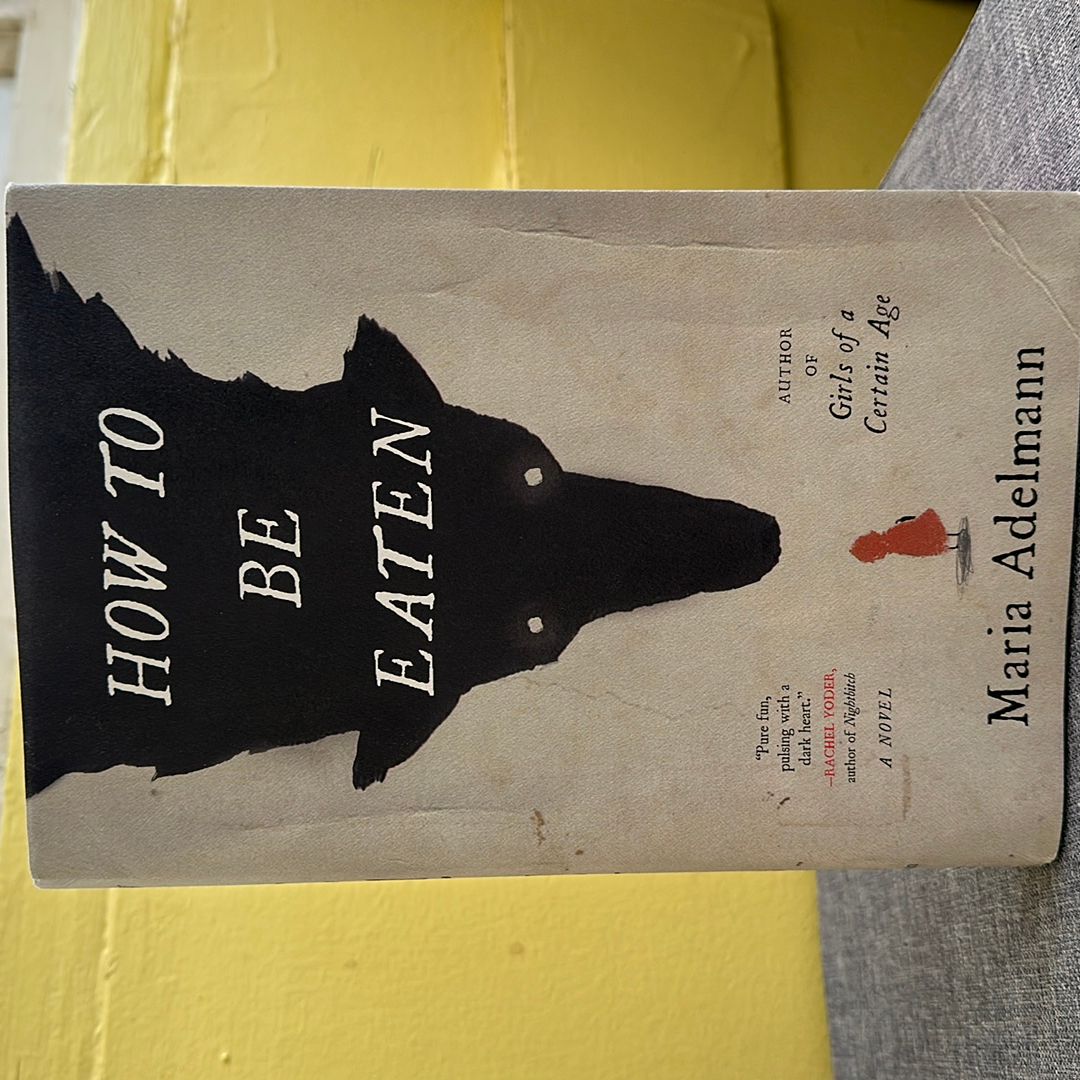 HOW TO
BE
EATEN
"Pure fun,
pulsing with a
dark heart."
—RACHEL YODER,
author of Nightbitch
A NOVEL
AUTHOR
OF
Girls of a
Certain Age
Maria Adelmann